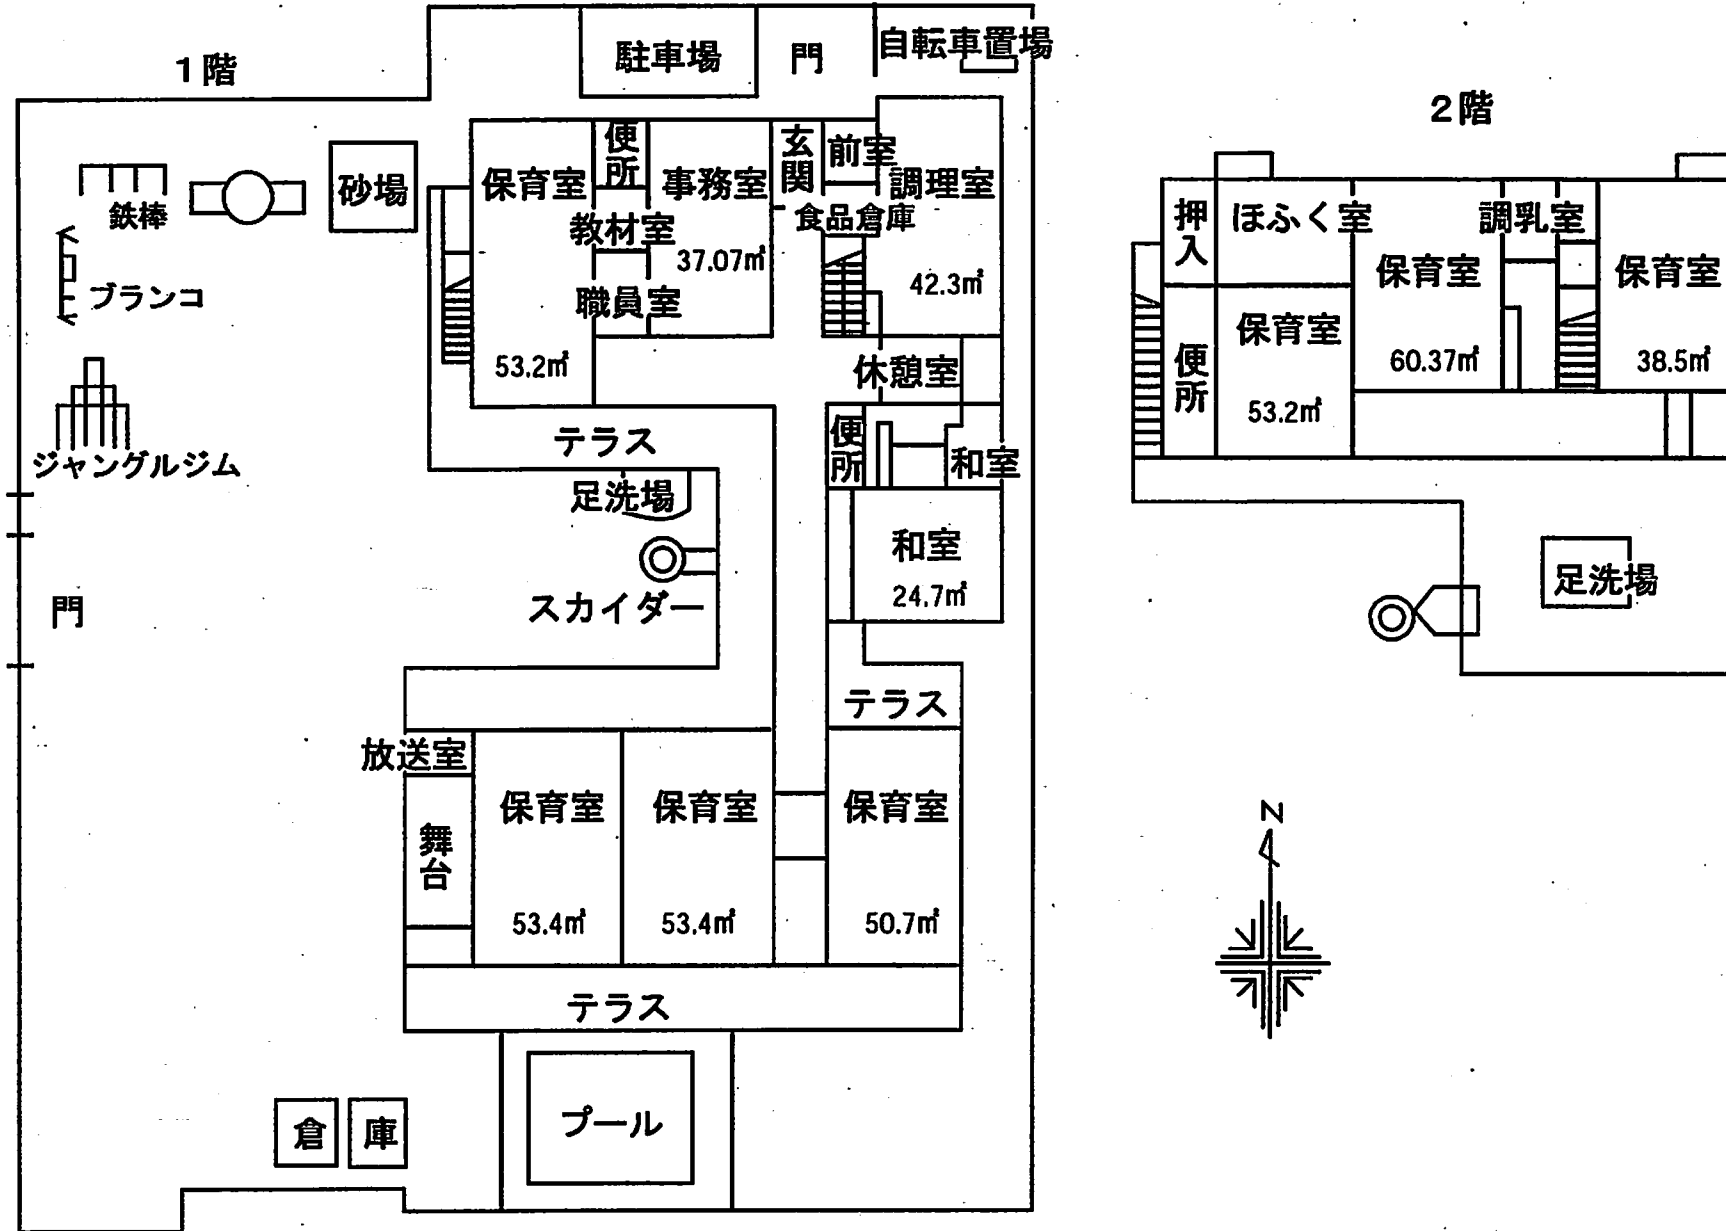 1階
駐車場
門
自転車置場
鉄棒
砂場
ブランコ
ジャングルジム
門
保育室
53.2㎡
便所
教材室
職員室
事務室
37.07㎡
玄関
前室
食品倉庫
調理室
42.3㎡
休憩室
テラス
足洗場
スカイダー
便所
和室
和室
24.7㎡
テラス
放送室
舞台
保育室
53.4㎡
保育室
53.4㎡
保育室
50.7㎡
テラス
プール
倉庫
2階
押入
ほふく室
調乳室
便所
保育室
53.2㎡
保育室
60.37㎡
保育室
38.5㎡
足洗場
N